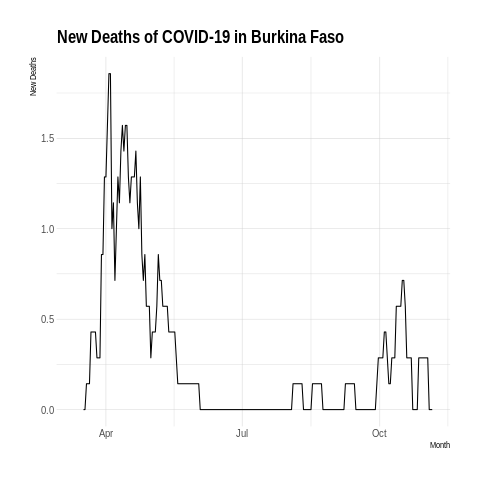 New Deaths of COVID-19 in Burkina Faso
New Deaths
1.5
1.0
0.5
0.0
Apr
Jul
Oct
Month